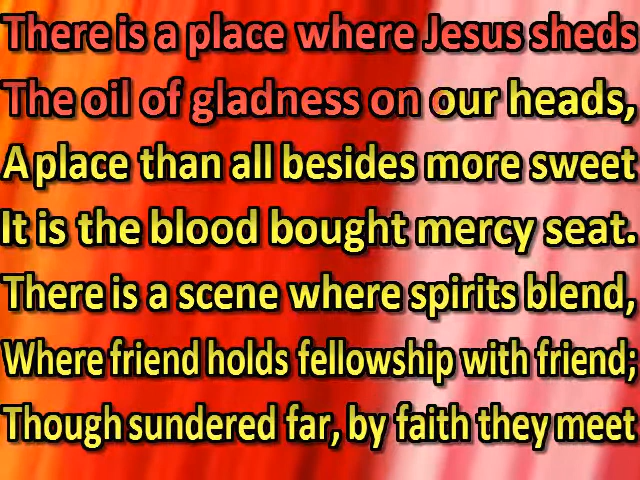 There is a place where Jesus sheds
The oil of gladness on our heads,
A place than all besides more sweet
It is the blood bought mercy seat.
There is a scene where spirits blend,
Where friend holds fellowship with friend;
Though sundered far, by faith they meet